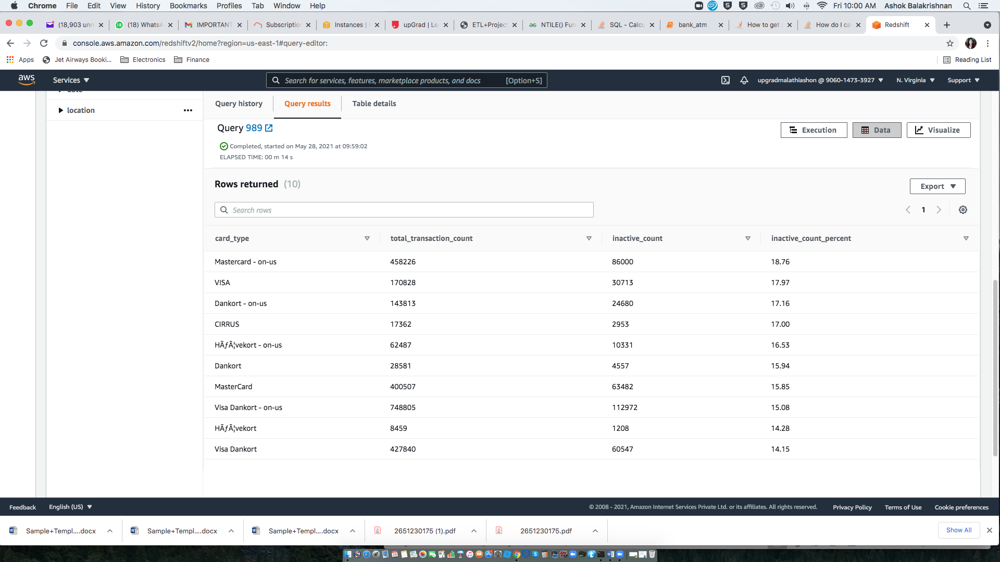 Chrome File Edit View History Bookmarks Profiles Tab Window Help Fri 10:00 AM Ashok Balakrishnan
(18,903 unr (18) WhatsA IMPORTANT Subscription Instances | upGrad | Le ETL+Projec NTILE() Fun SQL - Calcu bank_atm How to get How do I ca Redshift
console.aws.amazon.com/redshiftv2/home?region=us-east-1#query-editor:
Apps Jet Airways Booki... Electronics Finance Reading List
aws Services Search for services, features, marketplace products, and docs [Option+S] upgradmalathiashon @ 9060-1473-3927 N. Virginia Support
date
location
Query history Query results Table details
Query 989
Execution Data Visualize
Completed, started on May 28, 2021 at 09:59:02
ELAPSED TIME: 00 m 14 s
Rows returned (10)
Export
Search rows
1
card_type total_transaction_count inactive_count inactive_count_percent
Mastercard - on-us 458226 86000 18.76
VISA 170828 30713 17.97
Dankort - on-us 143813 24680 17.16
CIRRUS 17362 2953 17.00
HÃƒÂ¦vekort - on-us 62487 10331 16.53
Dankort 28581 4557 15.94
MasterCard 400507 63482 15.85
Visa Dankort - on-us 748805 112972 15.08
HÃƒÂ¦vekort 8459 1208 14.28
Visa Dankort 427840 60547 14.15
Feedback English (US) © 2008 - 2021, Amazon Internet Services Private Ltd. or its affiliates. All rights reserved. Privacy Policy Terms of Use Cookie preferences
Sample+Templ....docx Sample+Templ....docx Sample+Templ....docx 2651230175 (1).pdf 2651230175.pdf Show All